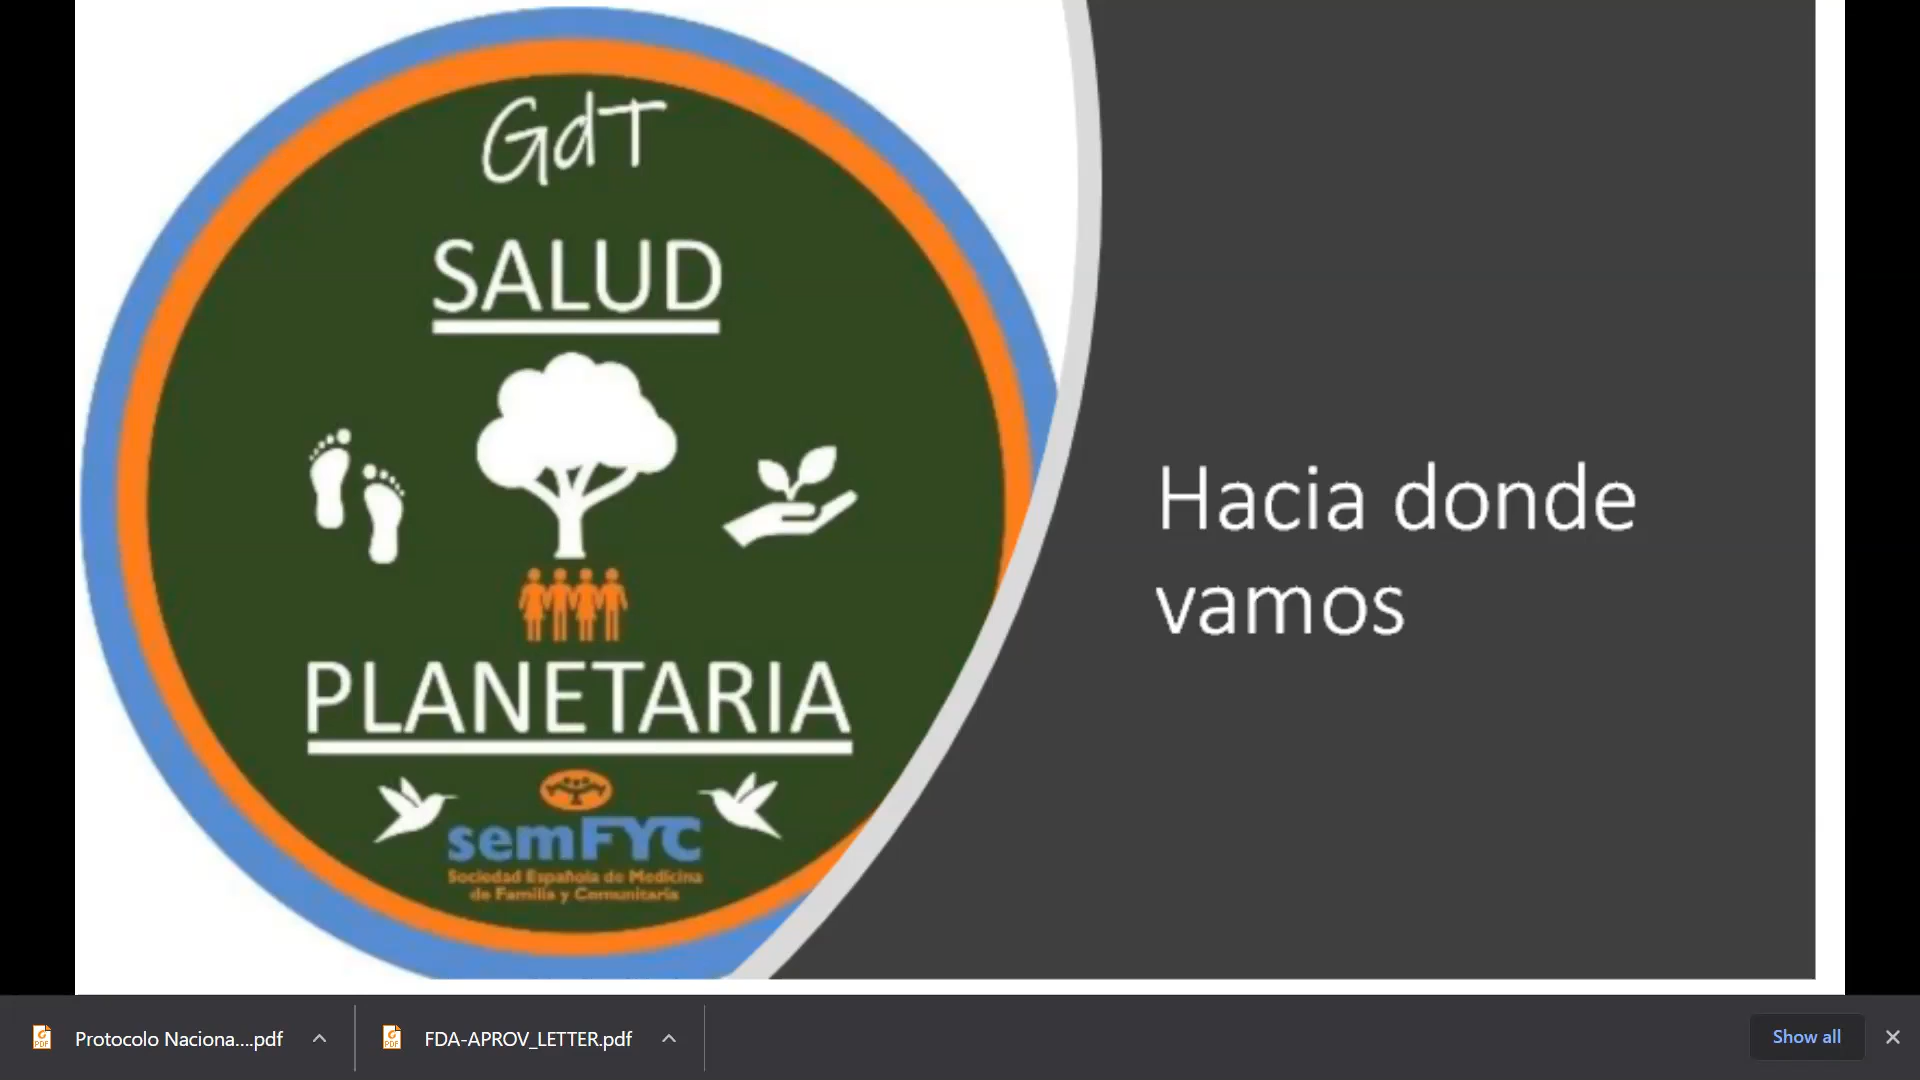 GdT
SALUD
PLANETARIA
semFYC
Sociedad Española de Medicina
de Familia y Comunitaria
Hacia donde
vamos
Protocolo Naciona....pdf
FDA-APROV_LETTER.pdf
Show all